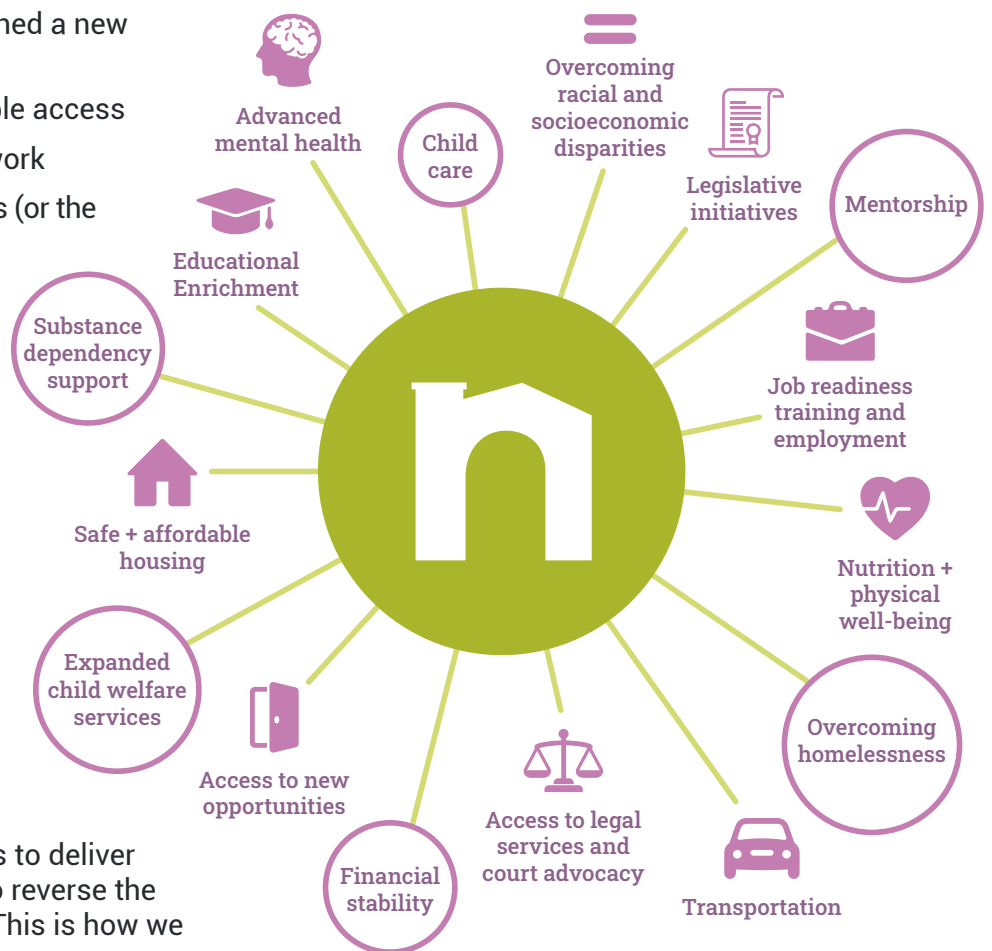 ned a new
ple access
work
s (or the
Advanced
mental health
Child
care
Overcoming
racial and
socioeconomic
disparities
Legislative
initiatives
Mentorship
Educational
Enrichment
Substance
dependency
support
Job readiness
training and
employment
Safe + affordable
housing
Nutrition +
physical
well-being
Expanded
child welfare
services
Access to new
opportunities
Overcoming
homelessness
Financial
stability
Access to legal
services and
court advocacy
Transportation
n
s to deliver
o reverse the
This is how we